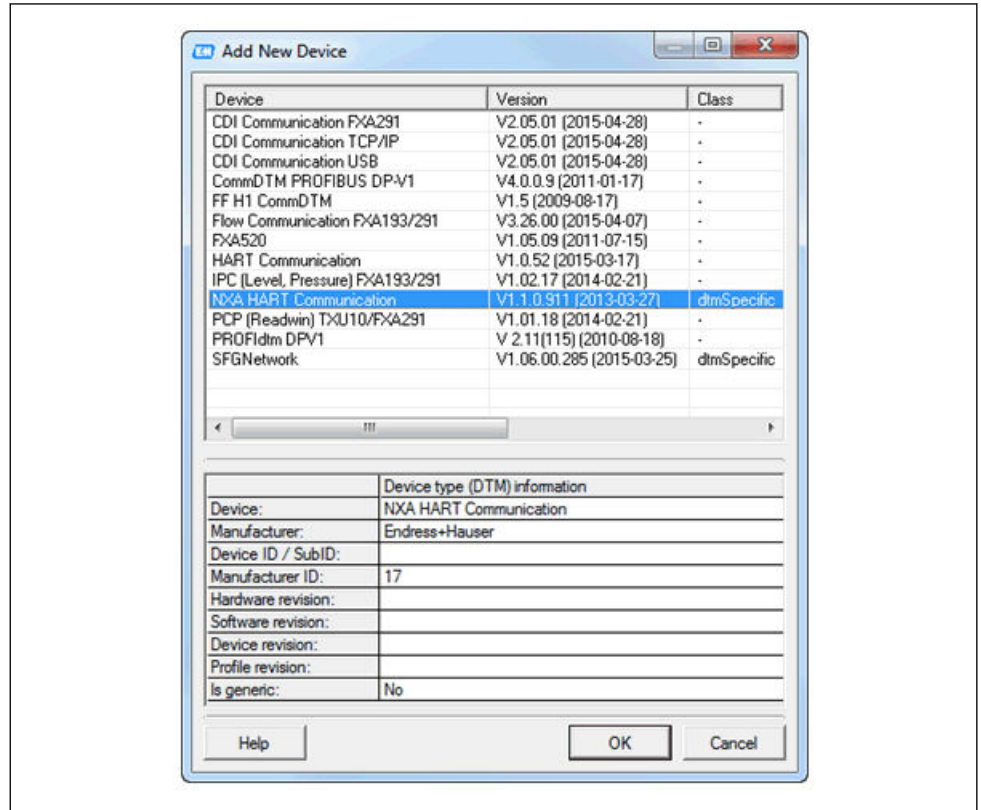 Add New Device
Device Version Class
CDI Communication FXA291 V2.05.01 (2015-04-28) -
CDI Communication TCP/IP V2.05.01 (2015-04-28) -
CDI Communication USB V2.05.01 (2015-04-28) -
CommDTM PROFIBUS DP-V1 V4.0.0.9 (2011-01-17) -
FF H1 CommDTM V1.5 (2009-08-17) -
Flow Communication FXA193/291 V3.26.00 (2015-04-07) -
FXA520 V1.05.09 (2011-07-15) -
HART Communication V1.0.52 (2015-03-17) -
IPC (Level, Pressure) FXA193/291 V1.02.17 (2014-02-21) -
NXA HART Communication V1.1.0.911 (2013-03-27) dtmSpecific
PCP (Readwin) TXU10/FXA291 V1.01.18 (2014-02-21) -
PROFIdtm DPV1 V 2.11(115) (2010-08-18) -
SFGNetwork V1.06.00.285 (2015-03-25) dtmSpecific
Device type (DTM) information
Device: NXA HART Communication
Manufacturer: Endress+Hauser
Device ID / SubID:
Manufacturer ID: 17
Hardware revision:
Software revision:
Device revision:
Profile revision:
Is generic: No
Help OK Cancel